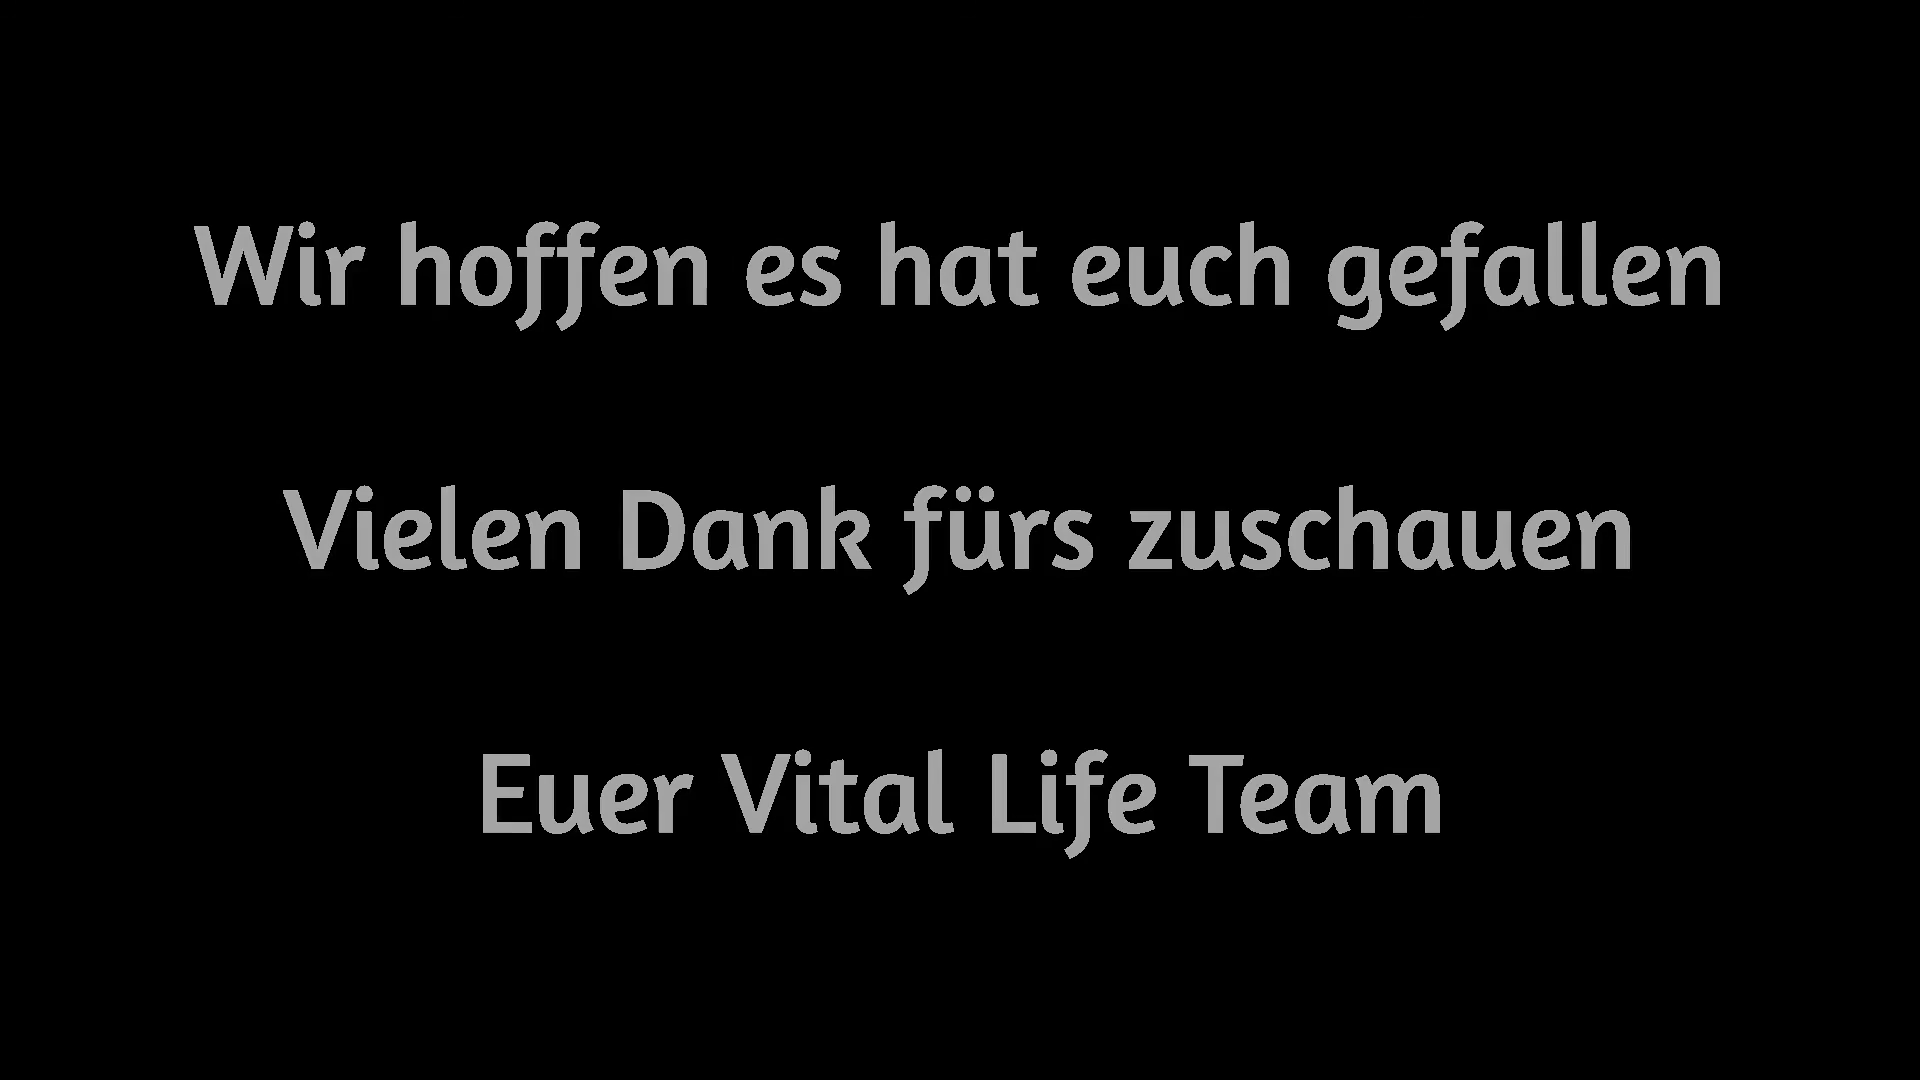 Wir hoffen es hat euch gefallen
Vielen Dank fürs zuschauen
Euer Vital Life Team